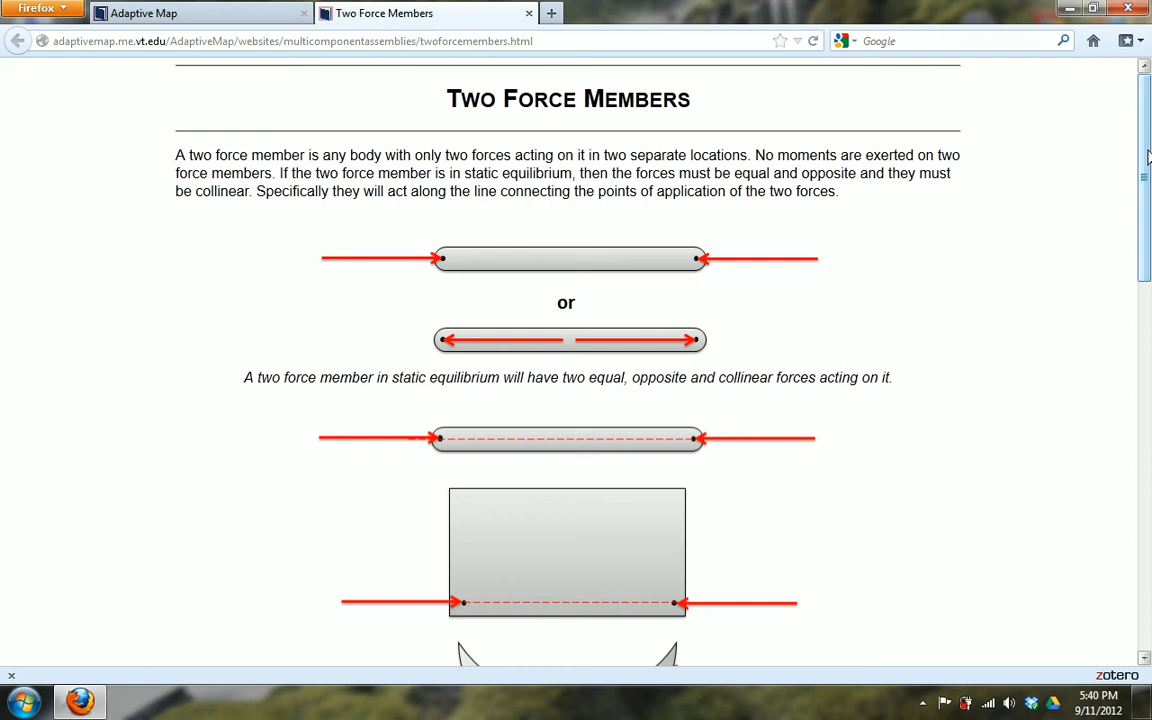 Firefox
Adaptive Map
Two Force Members
adaptivemap.me.vt.edu/AdaptiveMap/websites/multicomponentassemblies/twoforcemembers.html
Google
TWO FORCE MEMBERS
A two force member is any body with only two forces acting on it in two separate locations. No moments are exerted on two
force members. If the two force member is in static equilibrium, then the forces must be equal and opposite and they must
be collinear. Specifically they will act along the line connecting the points of application of the two forces.
or
A two force member in static equilibrium will have two equal, opposite and collinear forces acting on it.
zotero
5:40 PM
9/11/2012